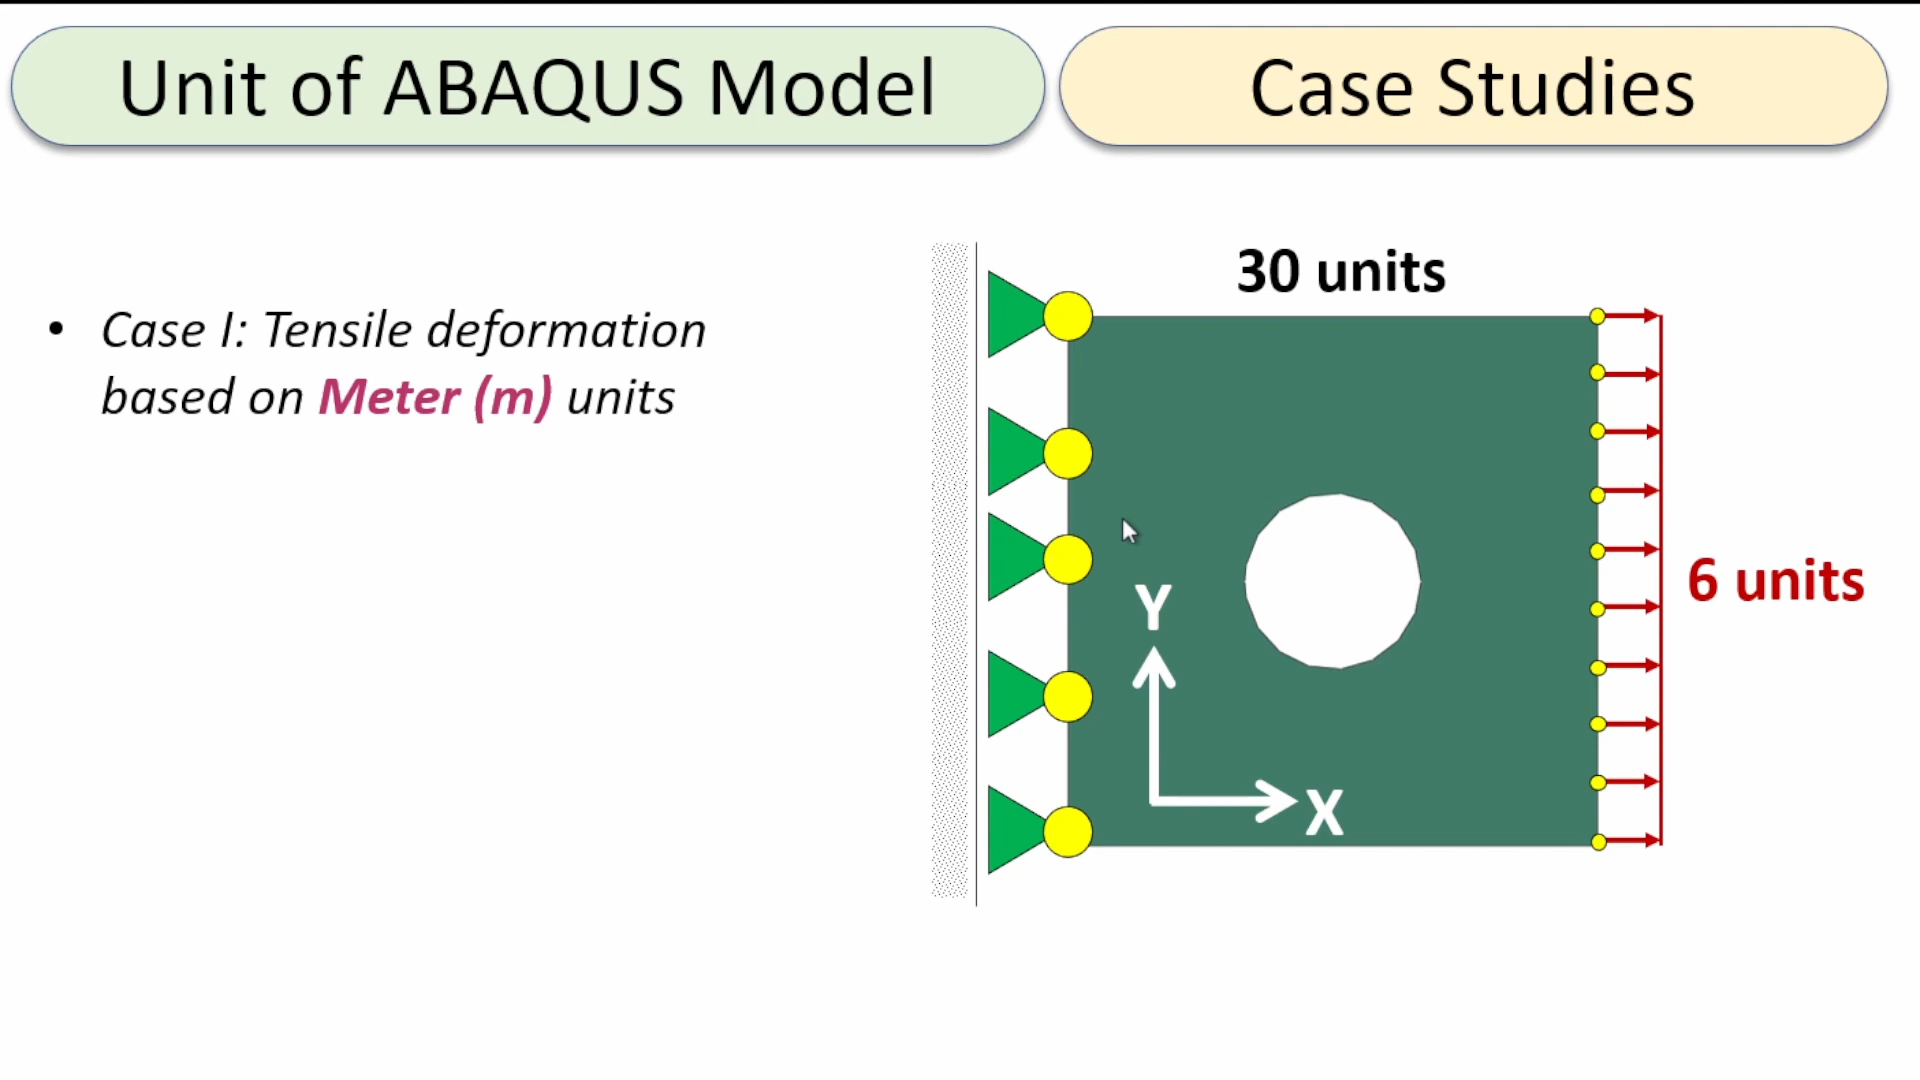 Unit of ABAQUS Model
Case Studies
• Case I: Tensile deformation
based on Meter (m) units
30 units
6 units
Y
X